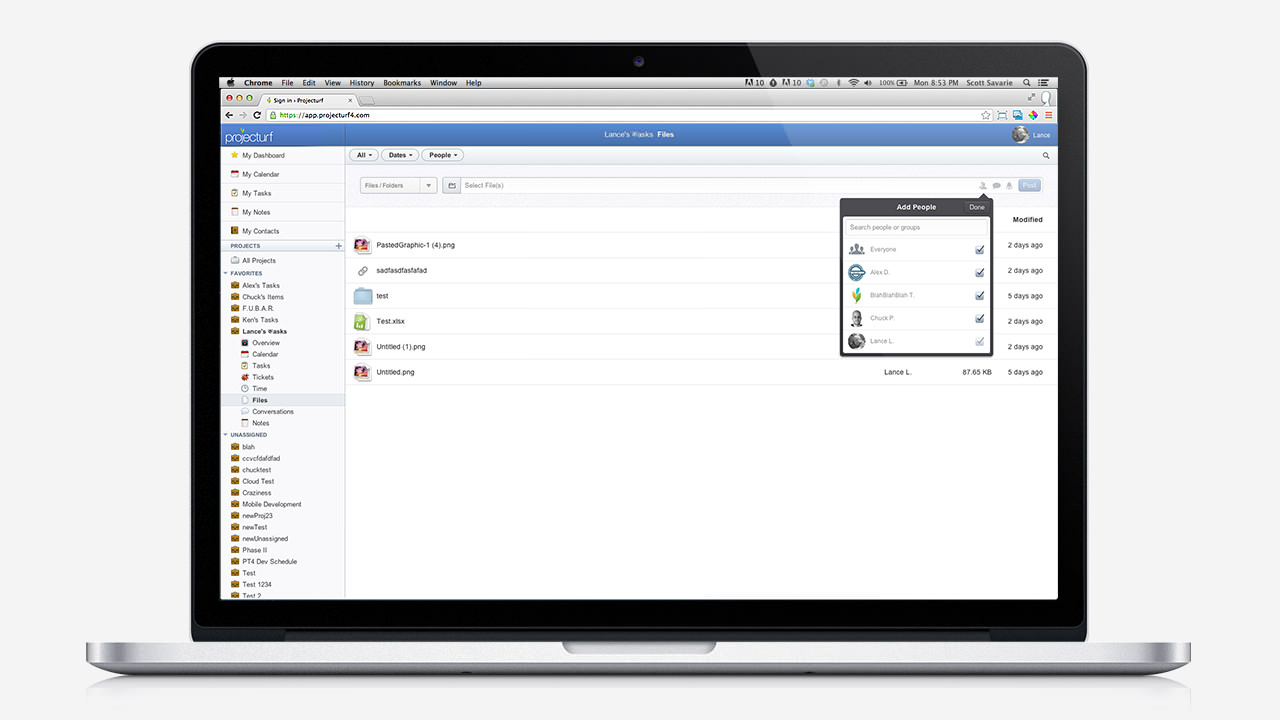 Chrome File Edit View History Bookmarks Window Help 10 10 100% Mon 8:53 PM Scott Savarie
Sign in › Projecturf
https://app.projecturf4.com
projecturf Lance's #asks Files Lance
My Dashboard
My Calendar
My Tasks
My Notes
My Contacts
PROJECTS +
All Projects
FAVORITES
Alex's Tasks
Chuck's Items
F.U.B.A.R.
Ken's Tasks
Lance's #asks
Overview
Calendar
Tasks
Tickets
Time
Files
Conversations
Notes
UNASSIGNED
blah
ccvcfdafdfad
chucktest
Cloud Test
Craziness
Mobile Development
newProj23
newTest
newUnassigned
Phase II
PT4 Dev Schedule
Test
Test 1234
Test 2
All Dates People
Files / Folders Select File(s) Post
Modified
PastedGraphic-1 (4).png 2 days ago
sadfasdfasfafad 2 days ago
test 5 days ago
Test.xlsx 2 days ago
Untitled (1).png 2 days ago
Untitled.png Lance L. 87.65 KB 5 days ago
Add People Done
Search people or groups
Everyone
Alex D.
BlahBlahBlah T.
Chuck P.
Lance L.